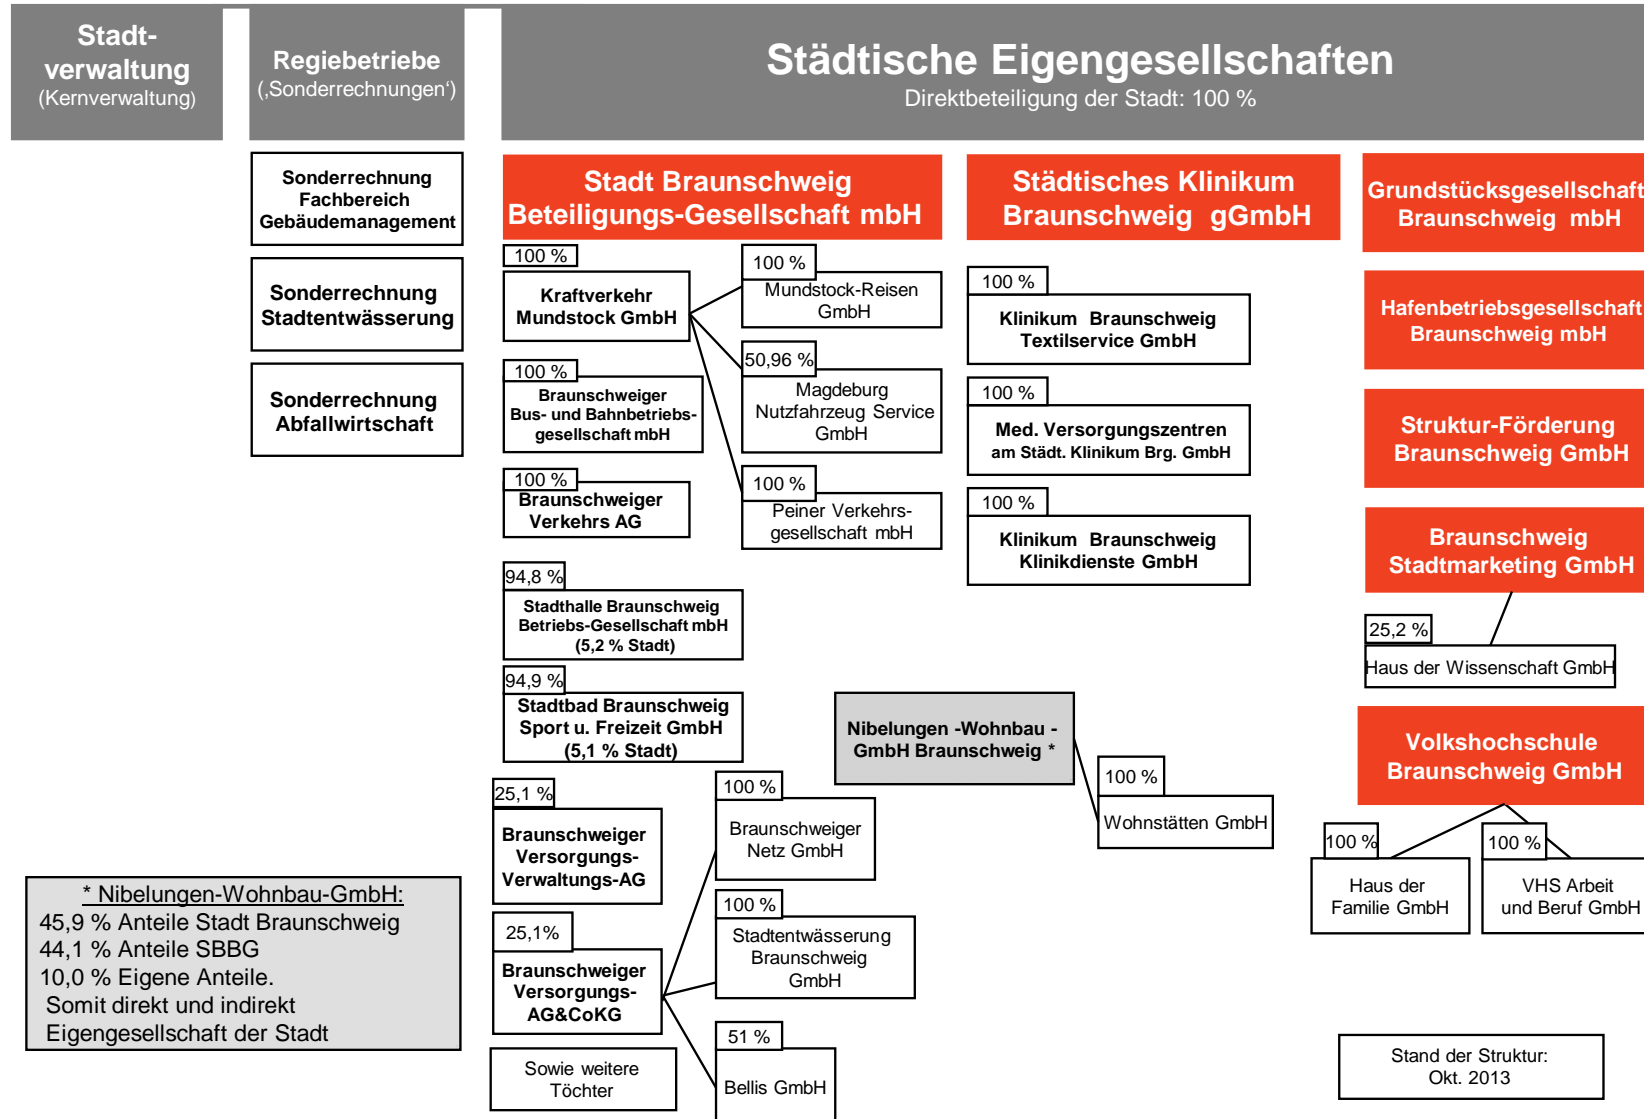 Stadt-
verwaltung
(Kernverwaltung)
Regiebetriebe
(‚Sonderrechnungen‘)
Städtische Eigengesellschaften
Direktbeteiligung der Stadt: 100 %
Sonderrechnung
Fachbereich
Gebäudemanagement
Sonderrechnung
Stadtentwässerung
Sonderrechnung
Abfallwirtschaft
Stadt Braunschweig
Beteiligungs-Gesellschaft mbH
100 %
Kraftverkehr
Mundstock GmbH
100 %
Mundstock-Reisen
GmbH
50,96 %
Magdeburg
Nutzfahrzeug Service
GmbH
100 %
Peiner Verkehrs-
gesellschaft mbH
100 %
Braunschweiger
Bus- und Bahnbetriebs-
gesellschaft mbH
100 %
Braunschweiger
Verkehrs AG
94,8 %
Stadthalle Braunschweig
Betriebs-Gesellschaft mbH
(5,2 % Stadt)
94,9 %
Stadtbad Braunschweig
Sport u. Freizeit GmbH
(5,1 % Stadt)
25,1 %
Braunschweiger
Versorgungs-
Verwaltungs-AG
25,1%
Braunschweiger
Versorgungs-
AG&CoKG
100 %
Braunschweiger
Netz GmbH
100 %
Stadtentwässerung
Braunschweig
GmbH
51 %
Bellis GmbH
Sowie weitere
Töchter
Städtisches Klinikum
Braunschweig gGmbH
100 %
Klinikum Braunschweig
Textilservice GmbH
100 %
Med. Versorgungszentren
am Städt. Klinikum Brg. GmbH
100 %
Klinikum Braunschweig
Klinikdienste GmbH
Nibelungen -Wohnbau -
GmbH Braunschweig *
100 %
Wohnstätten GmbH
Grundstücksgesellschaft
Braunschweig mbH
Hafenbetriebsgesellschaft
Braunschweig mbH
Struktur-Förderung
Braunschweig GmbH
Braunschweig
Stadtmarketing GmbH
25,2 %
Haus der Wissenschaft GmbH
Volkshochschule
Braunschweig GmbH
100 %
Haus der
Familie GmbH
100 %
VHS Arbeit
und Beruf GmbH
* Nibelungen-Wohnbau-GmbH:
45,9 % Anteile Stadt Braunschweig
44,1 % Anteile SBBG
10,0 % Eigene Anteile.
Somit direkt und indirekt
Eigengesellschaft der Stadt
Stand der Struktur:
Okt. 2013